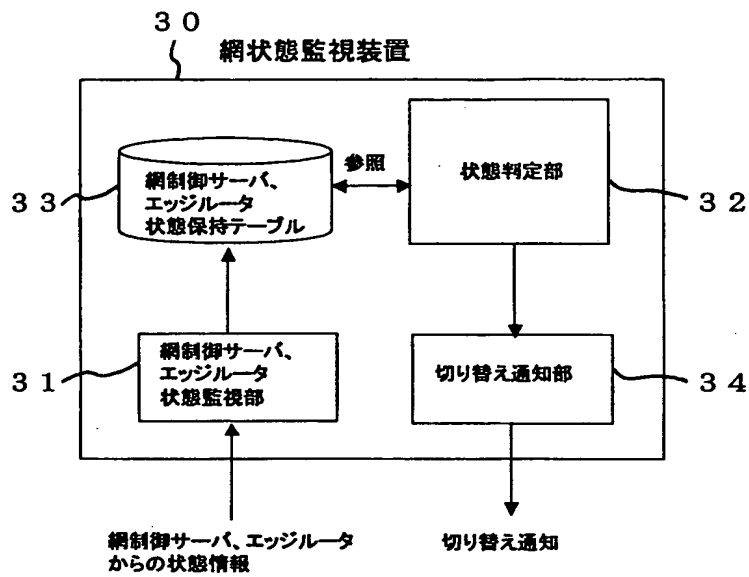 ３０
網状態監視装置
網制御サーバ、
エッジルータ
状態保持テーブル
３３
参照
状態判定部
３２
網制御サーバ、
エッジルータ
状態監視部
３１
切り替え通知部
３４
網制御サーバ、エッジルータ
からの状態情報
切り替え通知